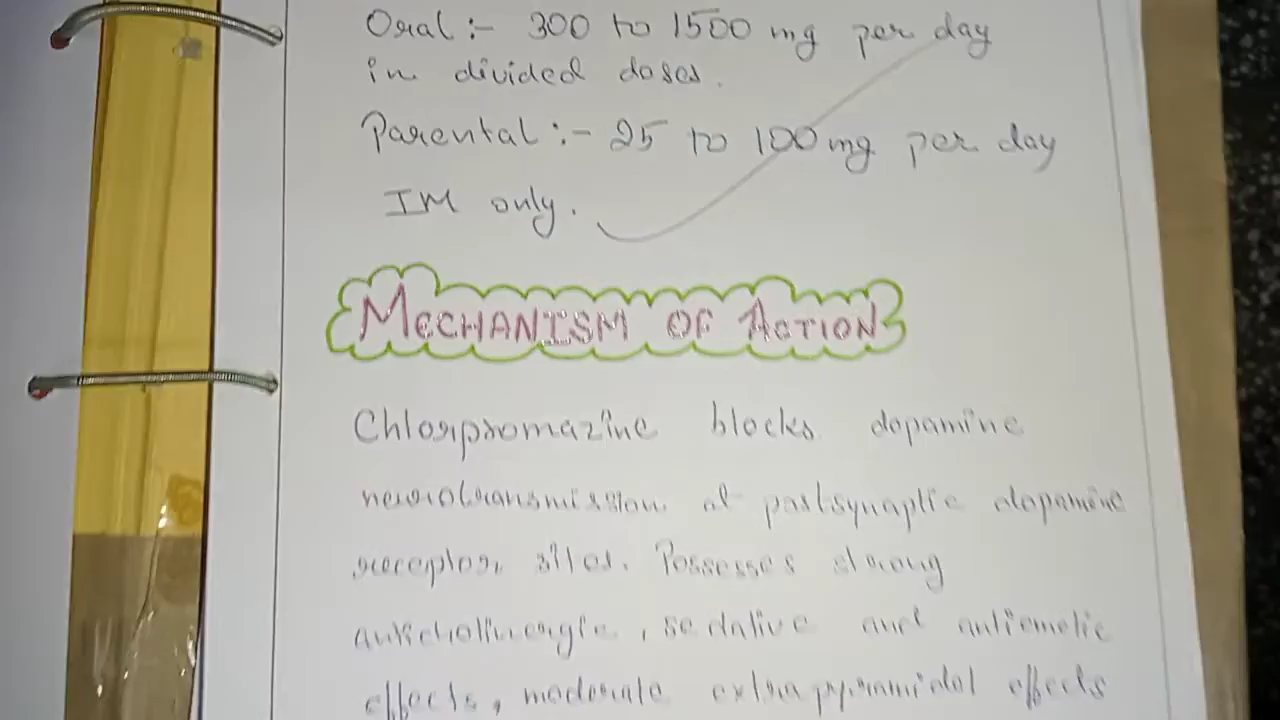 Oral :- 300 to 1500 mg per day
in divided doses.
Parental :- 25 to 100 mg per day
IM only.
MECHANISM OF ACTION
Chlorpromazine blocks dopamine
neurotransmission at postsynaptic dopamine
receptor sites. Possesses strong
anticholinergic, sedative and antiemetic
effects, moderate extrapyramidal effects